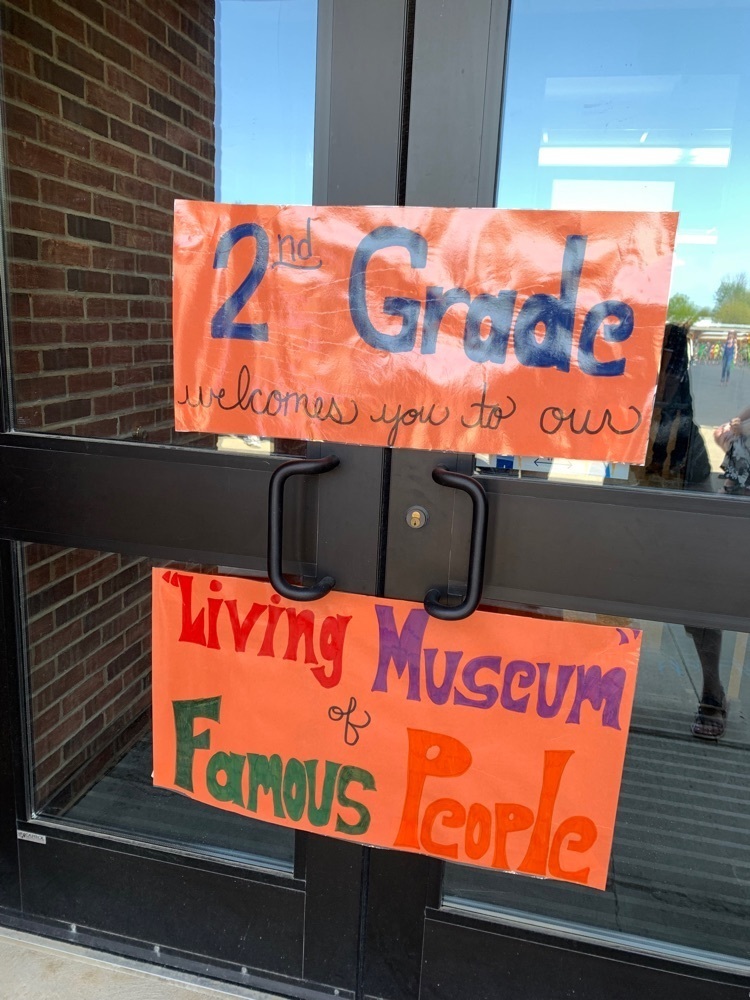 2nd Grade
welcomes you to our
"Living Museum"
of
Famous People